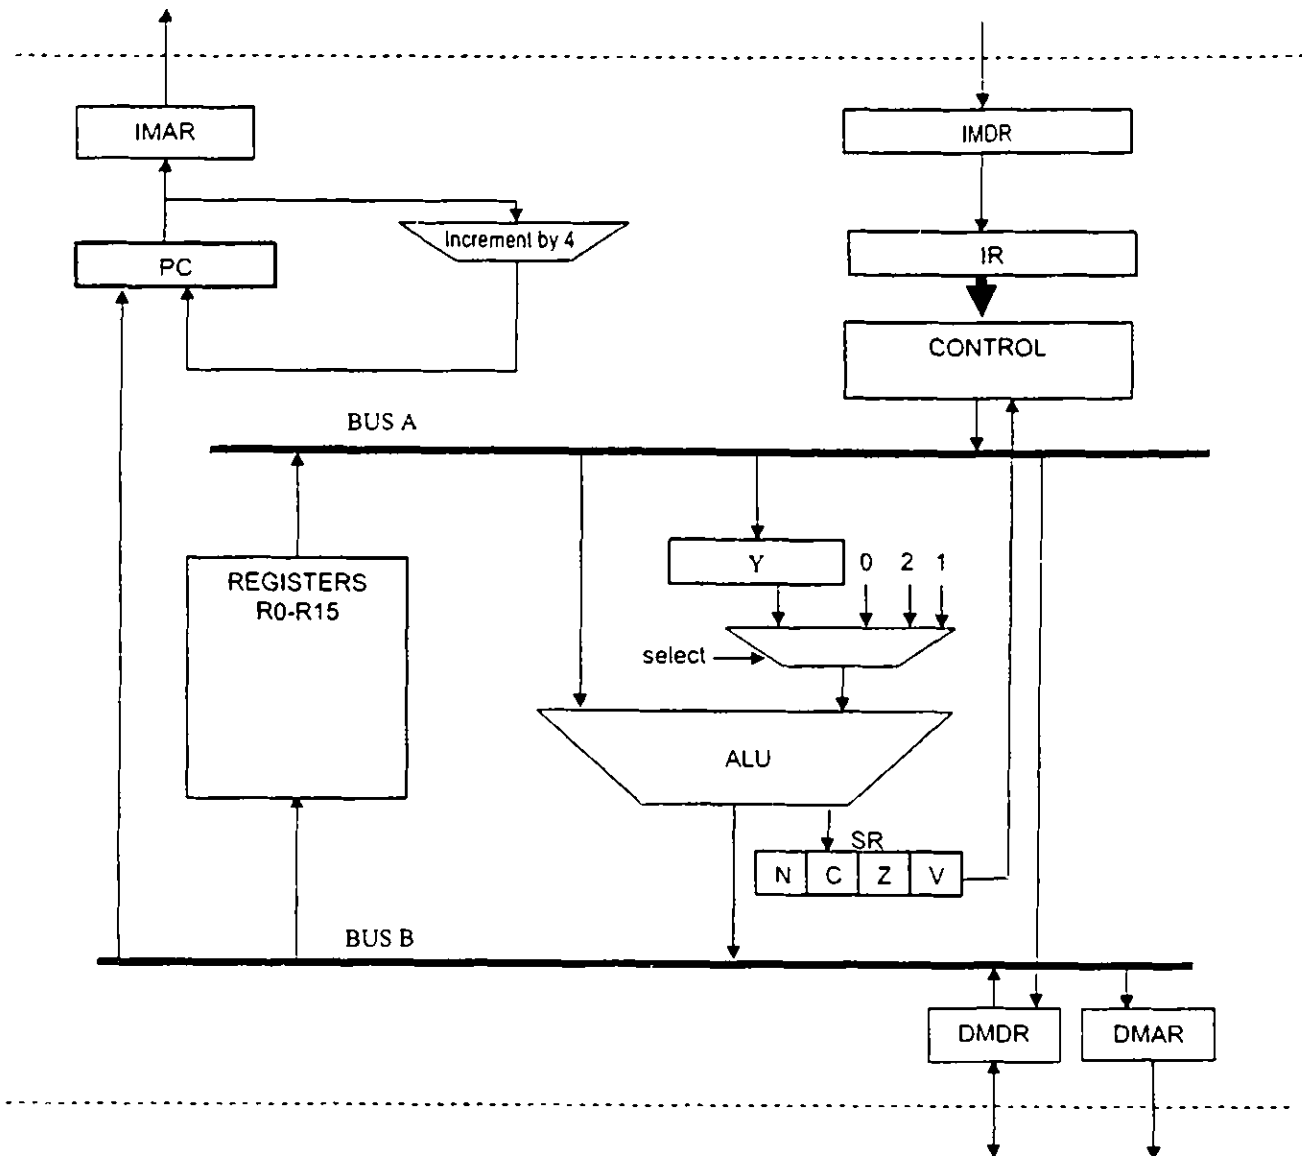 IMAR
IMDR
Increment by 4
PC
IR
CONTROL
BUS A
Y
0 2 1
REGISTERS
R0-R15
select
ALU
SR
N C Z V
BUS B
DMDR
DMAR